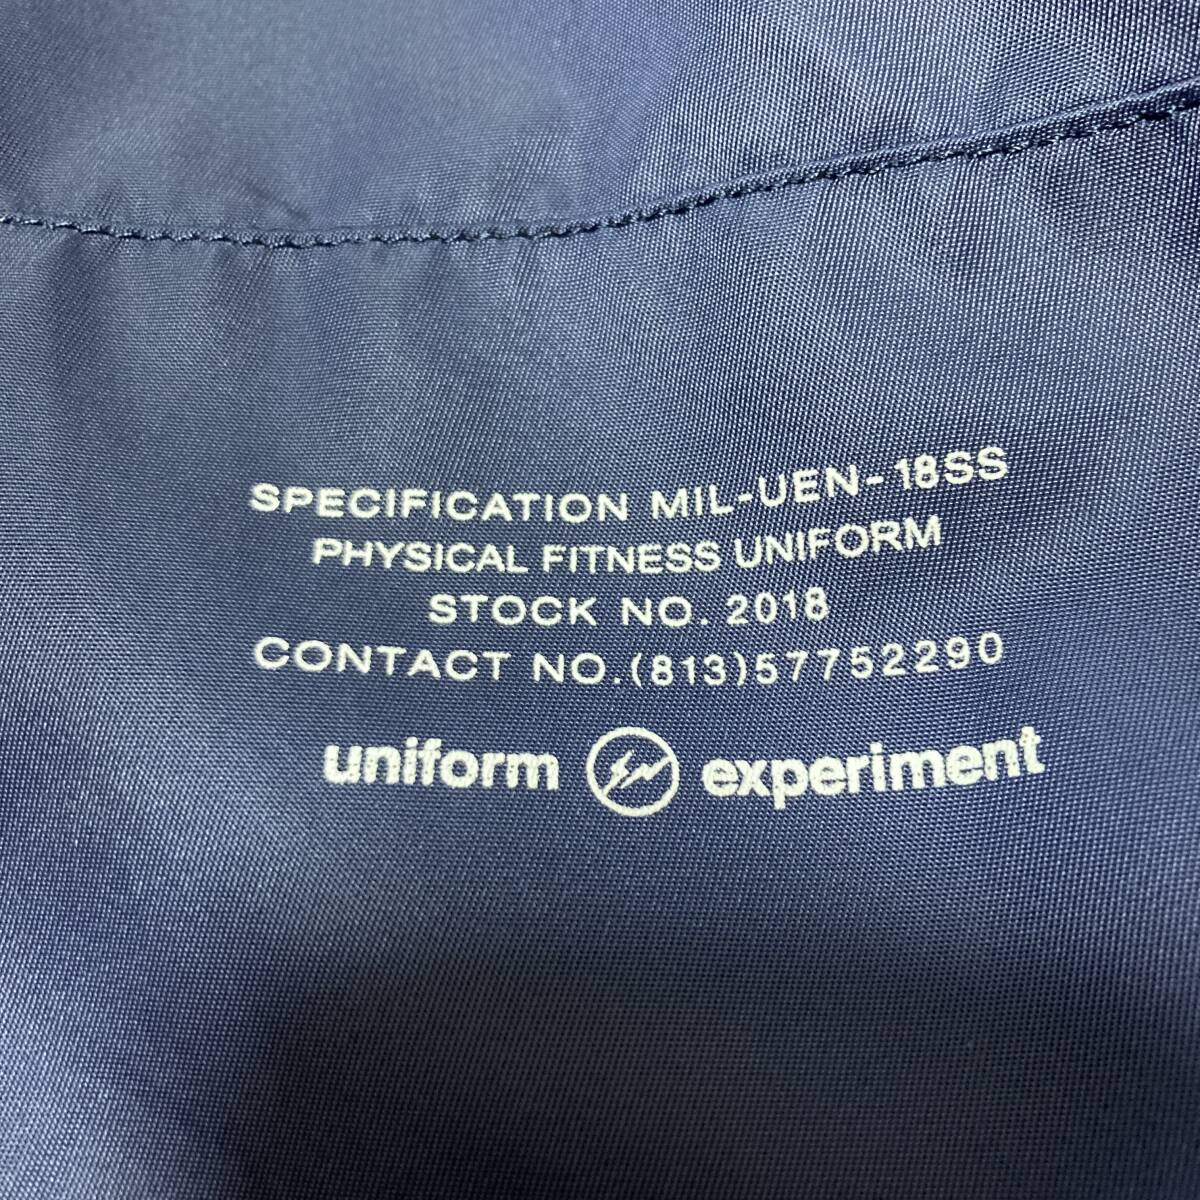 SPECIFICATION MIL-UEN-18SS
PHYSICAL FITNESS UNIFORM
STOCK NO. 2018
CONTACT NO.(813)57752290
uniform experiment